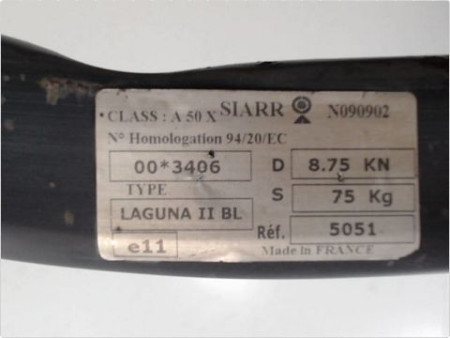 CLASS : A 50 X SIARR N090902
N° Homologation 94/20/EC
00*3406 D 8.75 KN
TYPE S 75 Kg
LAGUNA II BL Réf. 5051
e11 Made in FRANCE